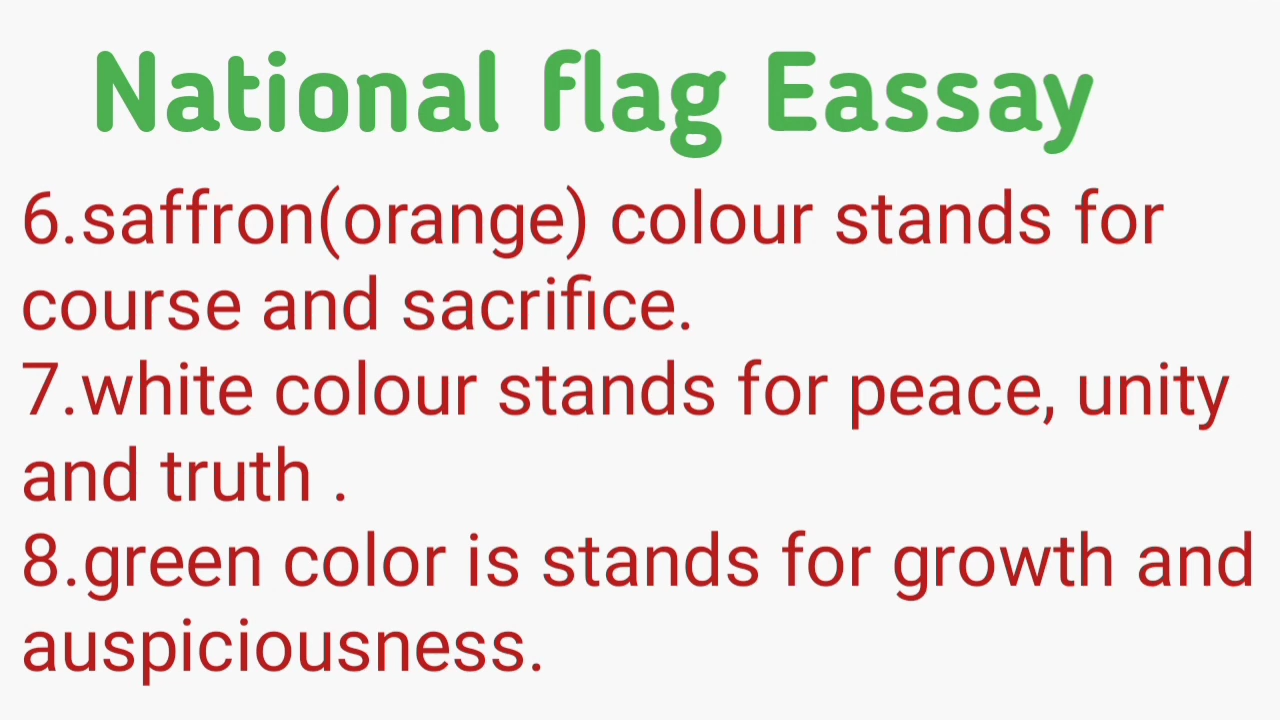 National flag Eassay
6.saffron(orange) colour stands for
course and sacrifice.
7.white colour stands for peace, unity
and truth .
8.green color is stands for growth and
auspiciousness.